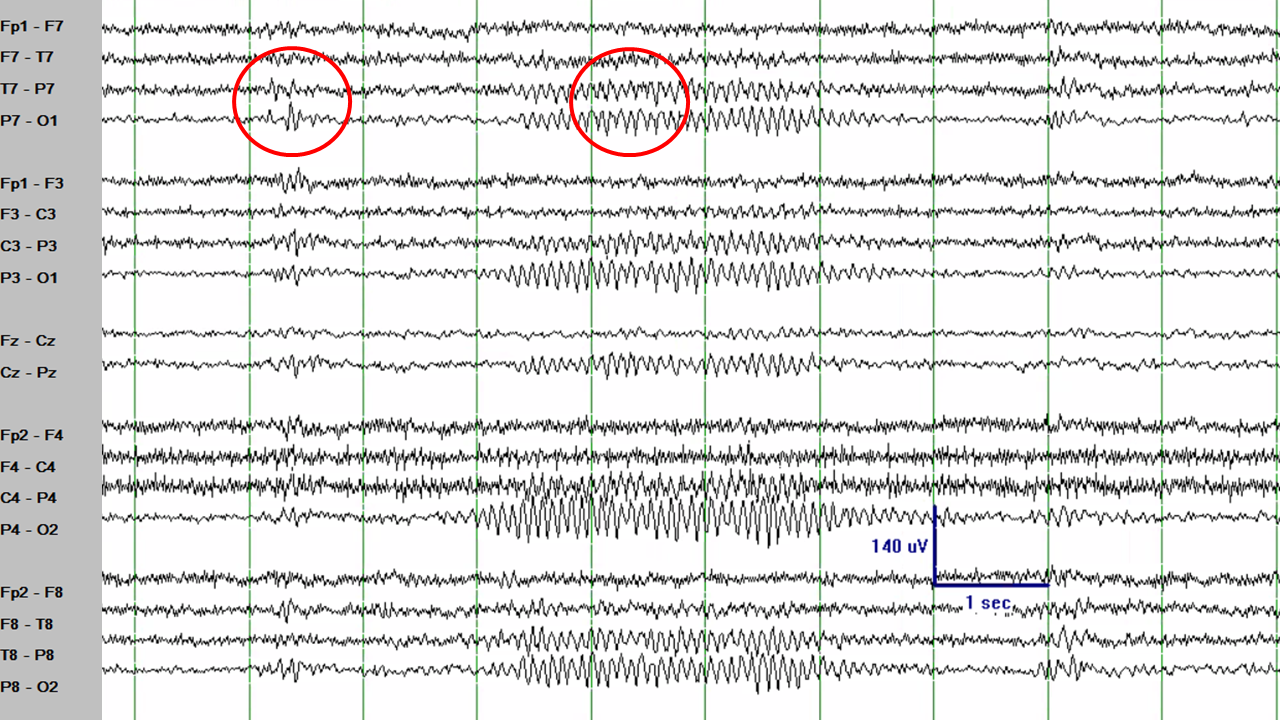 Fp1 - F7
F7 - T7
T7 - P7
P7 - O1
Fp1 - F3
F3 - C3
C3 - P3
P3 - O1
Fz - Cz
Cz - Pz
Fp2 - F4
F4 - C4
C4 - P4
P4 - O2
140 uV
Fp2 - F8
1 sec
F8 - T8
T8 - P8
P8 - O2